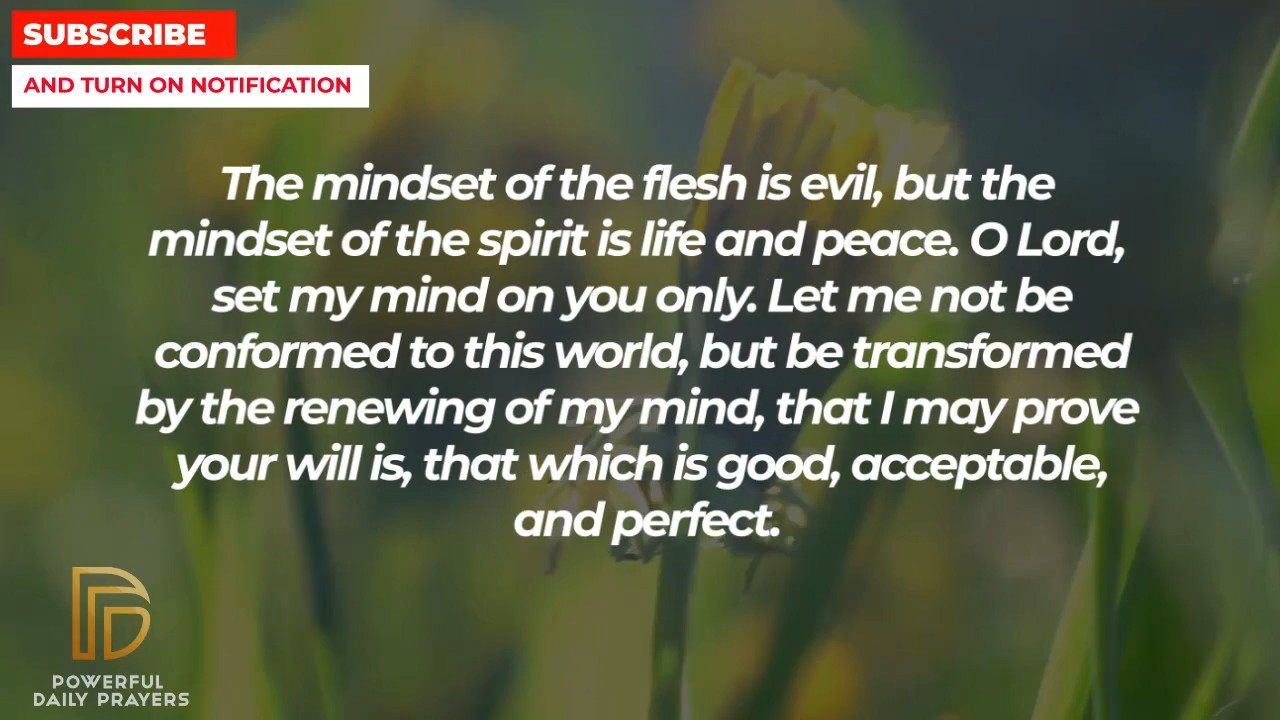 SUBSCRIBE
AND TURN ON NOTIFICATION
The mindset of the flesh is evil, but the
mindset of the spirit is life and peace. O Lord,
set my mind on you only. Let me not be
conformed to this world, but be transformed
by the renewing of my mind, that I may prove
your will is, that which is good, acceptable,
and perfect.
POWERFUL
DAILY PRAYERS